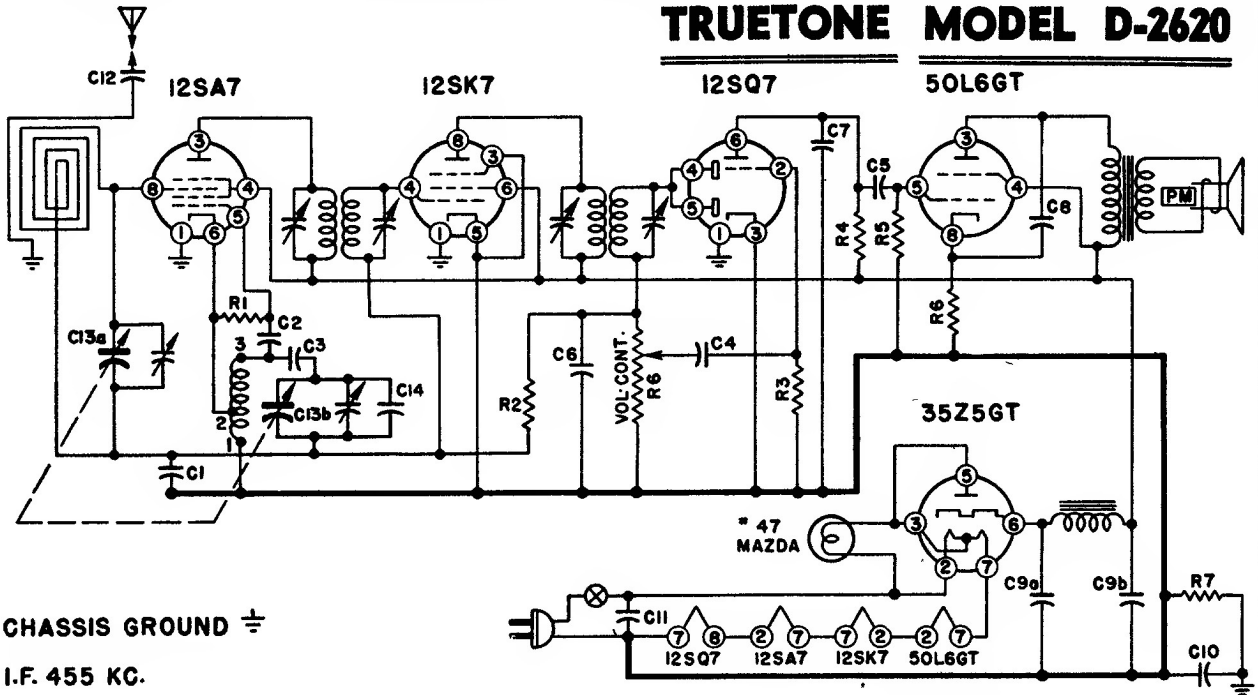 TRUETONE MODEL D-2620
C12
12SA7
12SK7
12SQ7
50L6GT
3
8
4
5
1
6
8
3
4
6
1
5
6
4
2
5
1
3
C7
3
5
4
8
C5
R4
R5
C8
PM
R1
C2
3
C3
C13a
C13b
C14
2
1
C1
R2
C6
VOL. CONT.
R6
C4
R3
R6
35Z5GT
5
3
6
2
7
* 47
MAZDA
C9a
C9b
R7
C10
C11
7 8 2 7 7 2 2 7
12SQ7 12SA7 12SK7 50L6GT
CHASSIS GROUND
I.F. 455 KC.